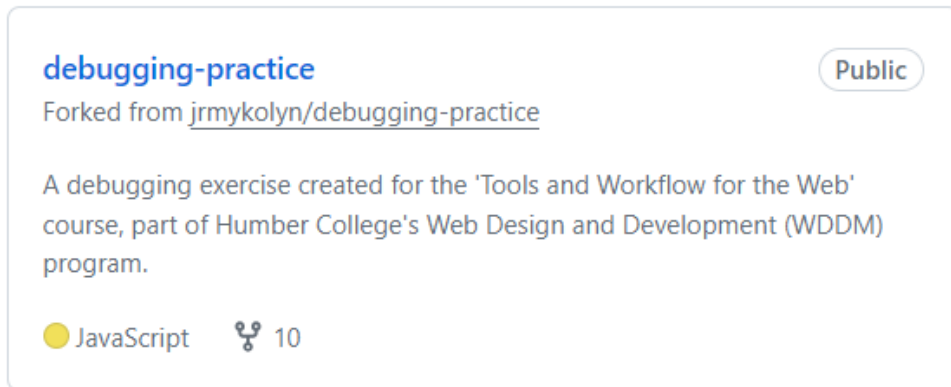 debugging-practice
Public
Forked from jrmykolyn/debugging-practice
A debugging exercise created for the 'Tools and Workflow for the Web'
course, part of Humber College's Web Design and Development (WDDM)
program.
JavaScript 10